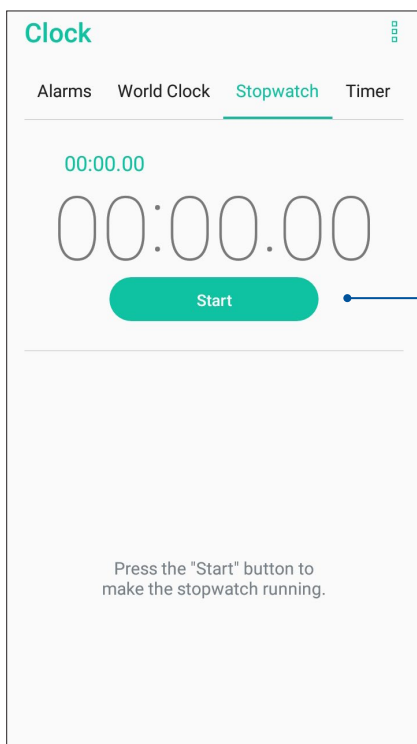 Clock
Alarms World Clock Stopwatch Timer
00:00.00
00:00.00
Start
Press the "Start" button to
make the stopwatch running.